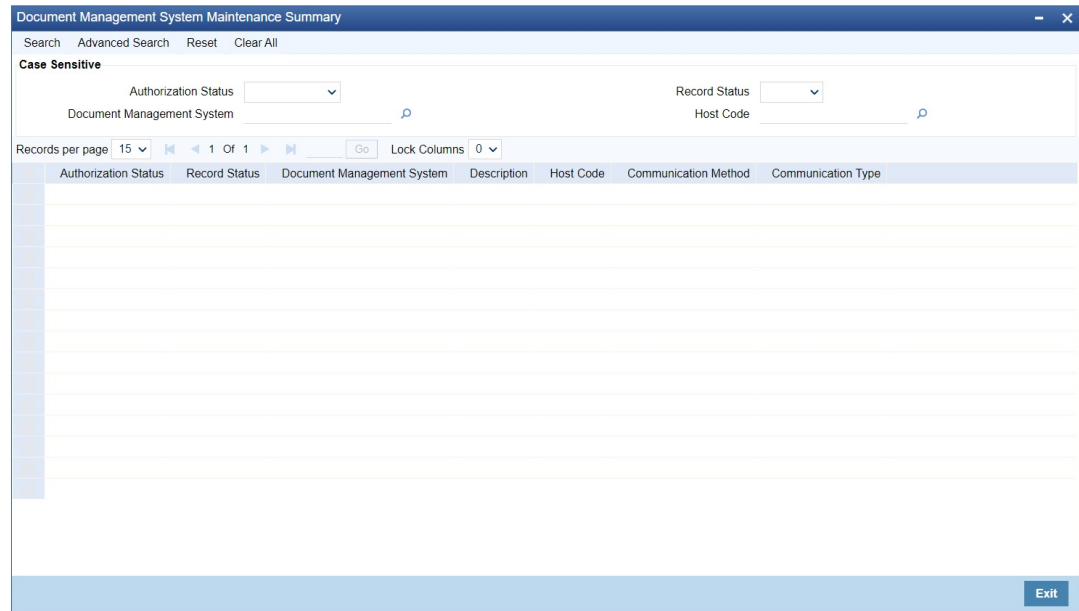 Document Management System Maintenance Summary
Search Advanced Search Reset Clear All
Case Sensitive
Authorization Status Record Status
Document Management System Host Code
Records per page 15 1 Of 1 Go Lock Columns 0
Authorization Status Record Status Document Management System Description Host Code Communication Method Communication Type
Exit